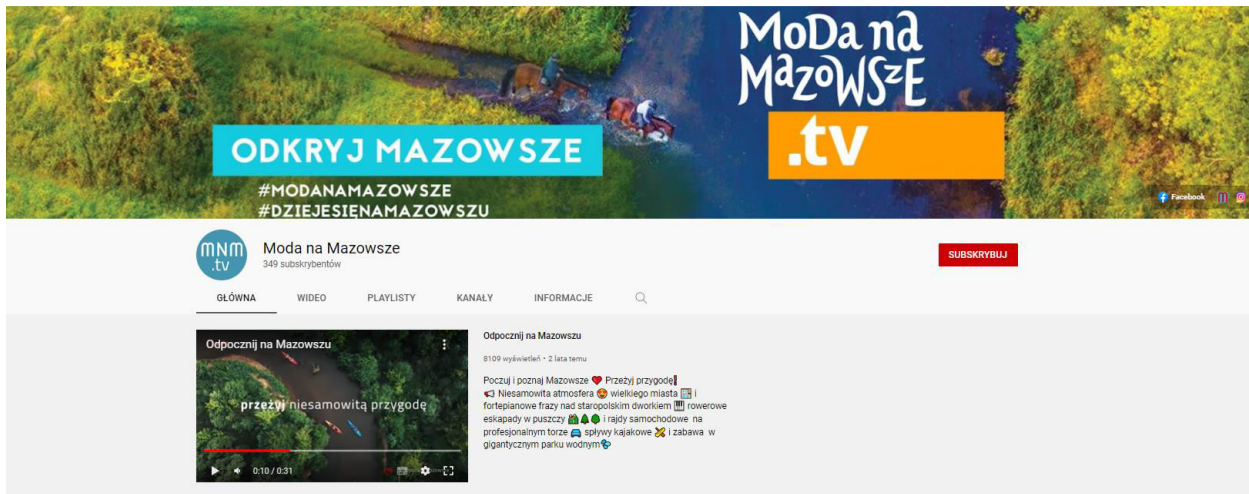 MoDa na
MazoWSzE
.tv
ODKRYJ MAZOWSZE
#MODANAMAZOWSZE
#DZIEJESIĘNAMAZOWSZU
Facebook
mnm
.tv
Moda na Mazowsze
349 subskrybentów
SUBSKRYBUJ
GŁÓWNA WIDEO PLAYLISTY KANAŁY INFORMACJE
Odpocznij na Mazowszu
przeżyj niesamowitą przygodę
0:10 / 0:31
Odpocznij na Mazowszu
8109 wyświetleń • 2 lata temu
Poczuj i poznaj Mazowsze ❤️ Przeżyj przygodę❗
📢 Niesamowita atmosfera 😍 wielkiego miasta 🏙 i
fortepianowe frazy nad staropolskim dworkiem 🎹 rowerowe
eskapady w puszczy 🌲🌳 i rajdy samochodowe na
profesjonalnym torze 🚘 spływy kajakowe i zabawa w
gigantycznym parku wodnym